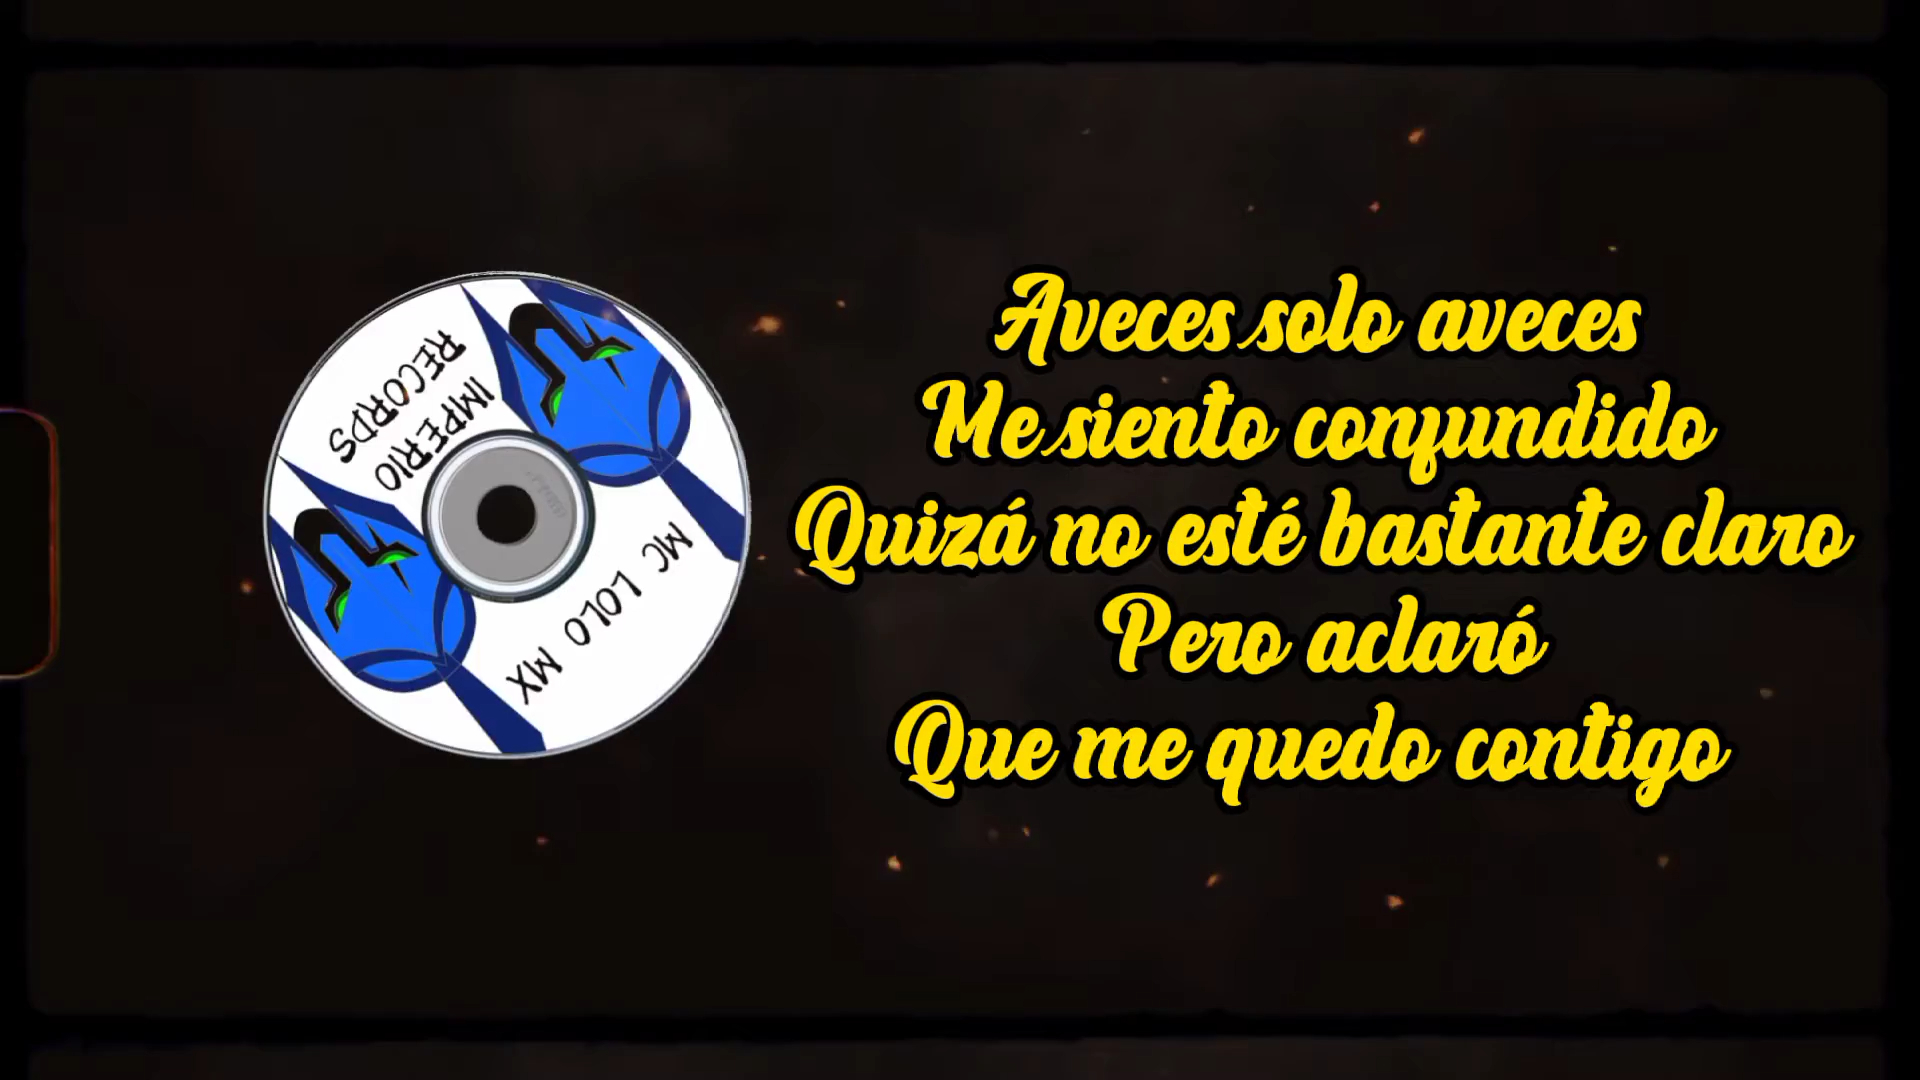 RECORDS
IMPERIO
MC LOLO MX
Aveces solo aveces
Me siento confundido
Quizá no esté bastante claro
Pero aclaró
Que me quedo contigo